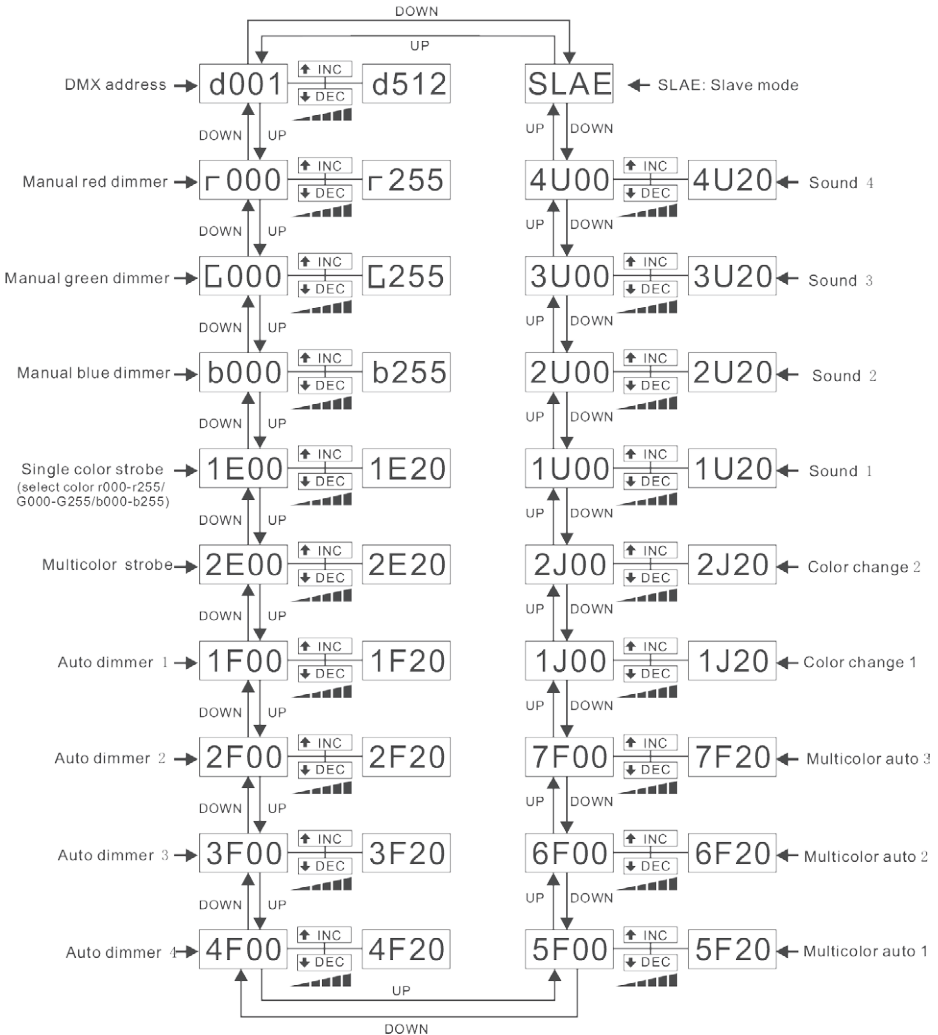 DOWN
UP
DMX address d001 INC DEC d512 SLAE SLAE: Slave mode
DOWN UP UP DOWN
Manual red dimmer r000 INC DEC r255 4U00 INC DEC 4U20 Sound 4
DOWN UP UP DOWN
Manual green dimmer G000 INC DEC G255 3U00 INC DEC 3U20 Sound 3
DOWN UP UP DOWN
Manual blue dimmer b000 INC DEC b255 2U00 INC DEC 2U20 Sound 2
DOWN UP UP DOWN
Single color strobe 1E00 INC DEC 1E20 1U00 INC DEC 1U20 Sound 1
(select color r000-r255/
G000-G255/b000-b255)
DOWN UP UP DOWN
Multicolor strobe 2E00 INC DEC 2E20 2J00 INC DEC 2J20 Color change 2
DOWN UP UP DOWN
Auto dimmer 1 1F00 INC DEC 1F20 1J00 INC DEC 1J20 Color change 1
DOWN UP UP DOWN
Auto dimmer 2 2F00 INC DEC 2F20 7F00 INC DEC 7F20 Multicolor auto 3
DOWN UP UP DOWN
Auto dimmer 3 3F00 INC DEC 3F20 6F00 INC DEC 6F20 Multicolor auto 2
DOWN UP UP DOWN
Auto dimmer 4 4F00 INC DEC 4F20 5F00 INC DEC 5F20 Multicolor auto 1
UP
DOWN